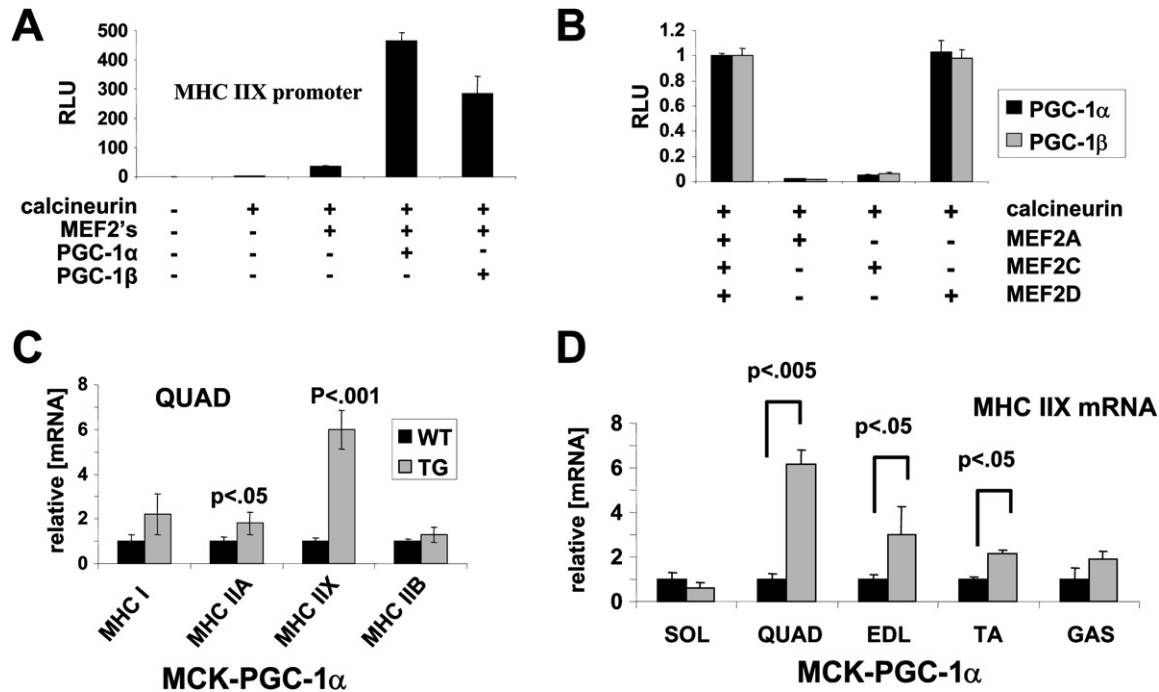 A
RLU
500
400
300
200
100
0
MHC IIX promoter
calcineurin - + + + +
MEF2's - - + + +
PGC-1α - - - + -
PGC-1β - - - - +
B
RLU
1.2
1
0.8
0.6
0.4
0.2
0
PGC-1α
PGC-1β
+ + + + calcineurin
+ + - - MEF2A
+ - + - MEF2C
+ - - + MEF2D
C
relative [mRNA]
8
6
4
2
0
QUAD
P<.001
p<.05
WT
TG
MHC I MHC IIA MHC IIX MHC IIB
MCK-PGC-1α
D
relative [mRNA]
8
6
4
2
0
p<.005
MHC IIX mRNA
p<.05
p<.05
SOL QUAD EDL TA GAS
MCK-PGC-1α